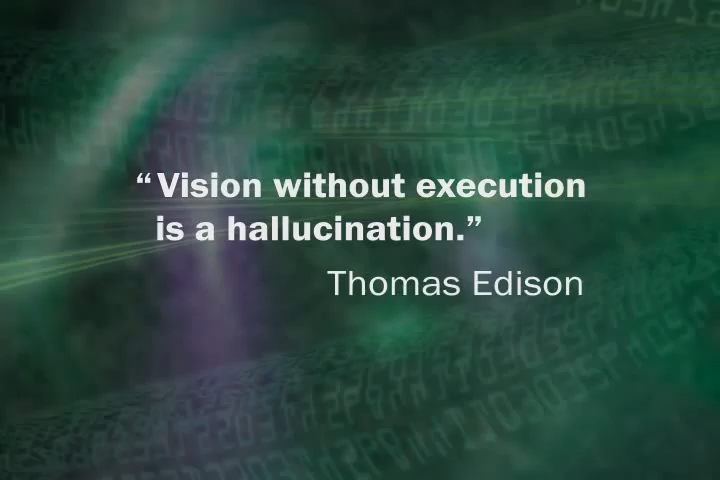 “Vision without execution
is a hallucination.”
Thomas Edison